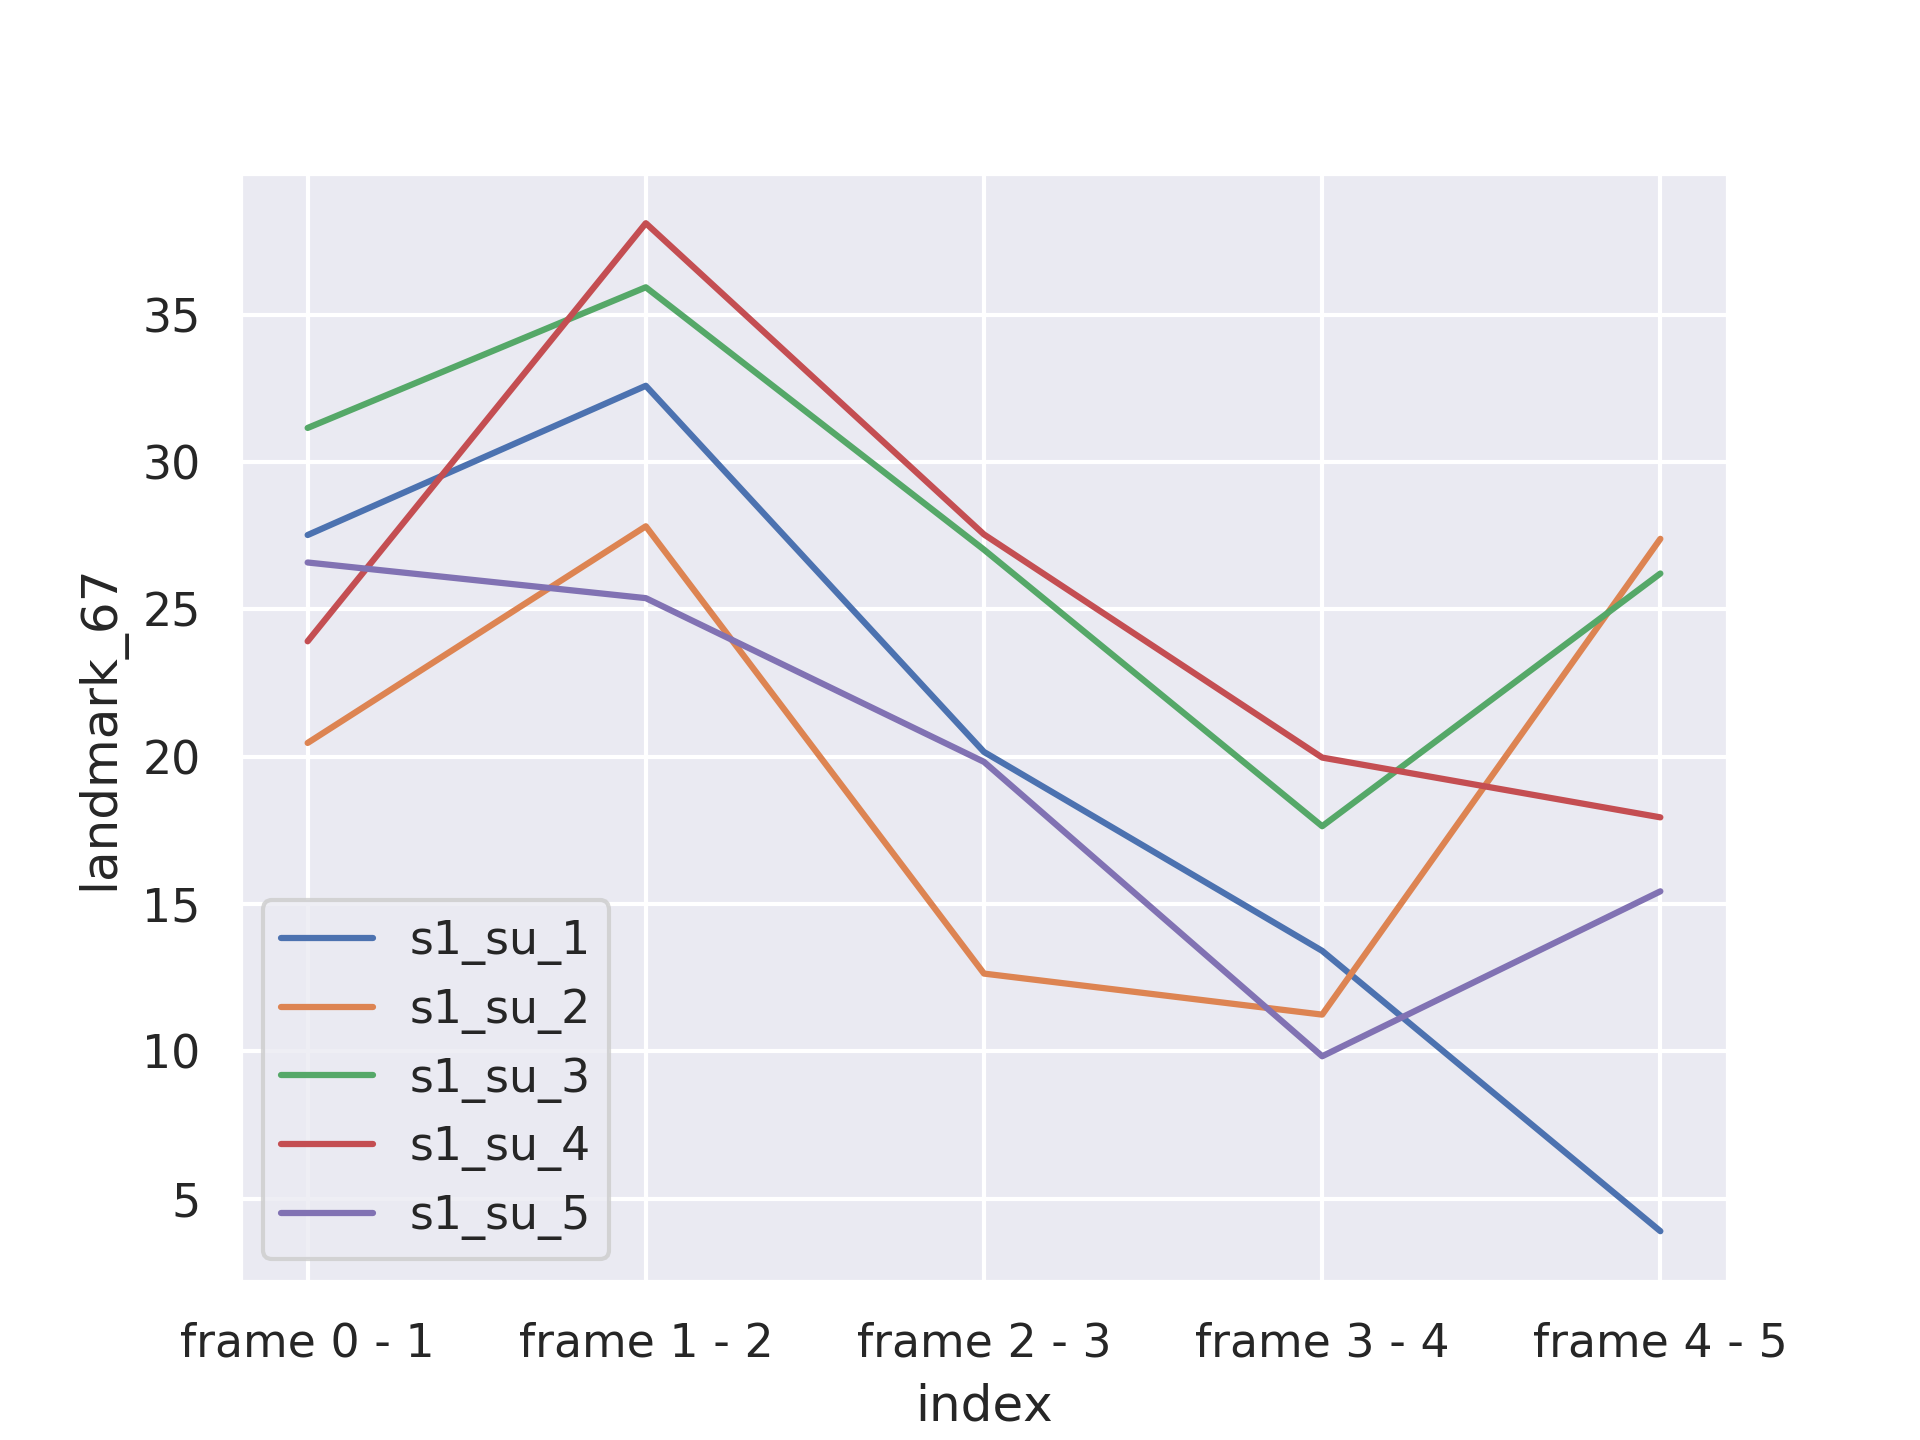 landmark_67
35
30
25
20
15
10
5
s1_su_1
s1_su_2
s1_su_3
s1_su_4
s1_su_5
frame 0 - 1 frame 1 - 2 frame 2 - 3 frame 3 - 4 frame 4 - 5
index